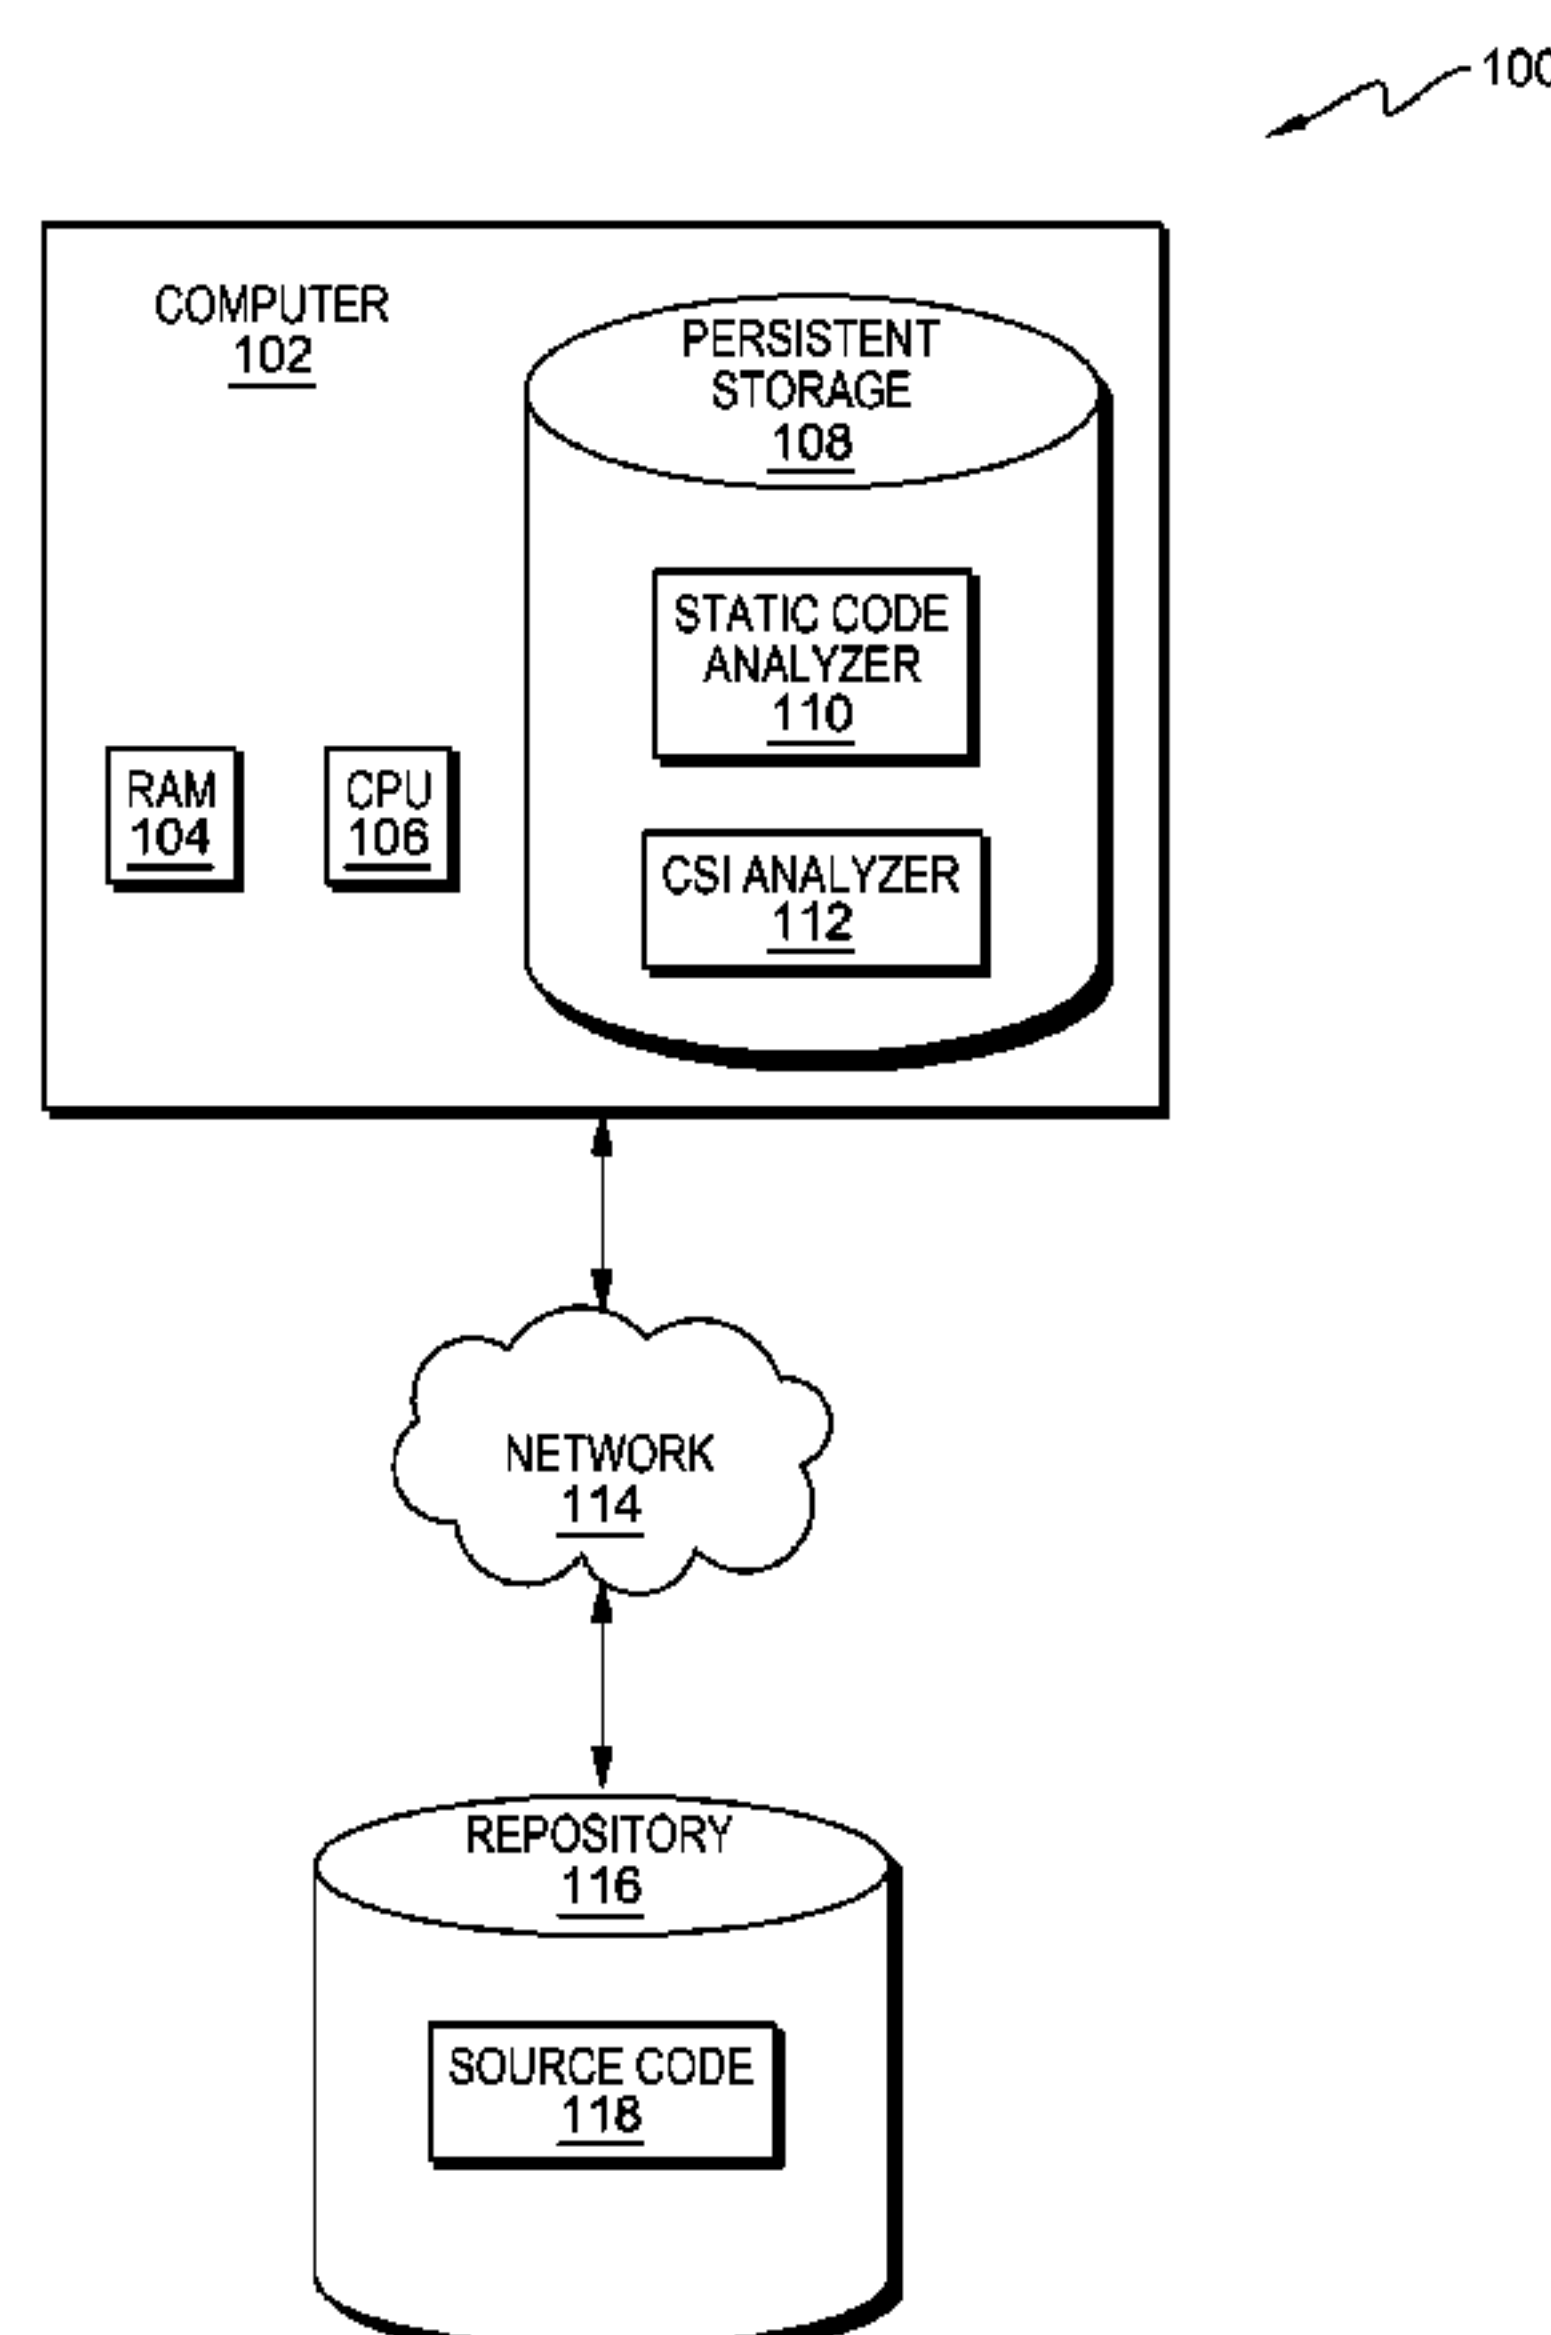 100
COMPUTER
102
PERSISTENT
STORAGE
108
STATIC CODE
ANALYZER
110
RAM
104
CPU
106
CSI ANALYZER
112
NETWORK
114
REPOSITORY
116
SOURCE CODE
118